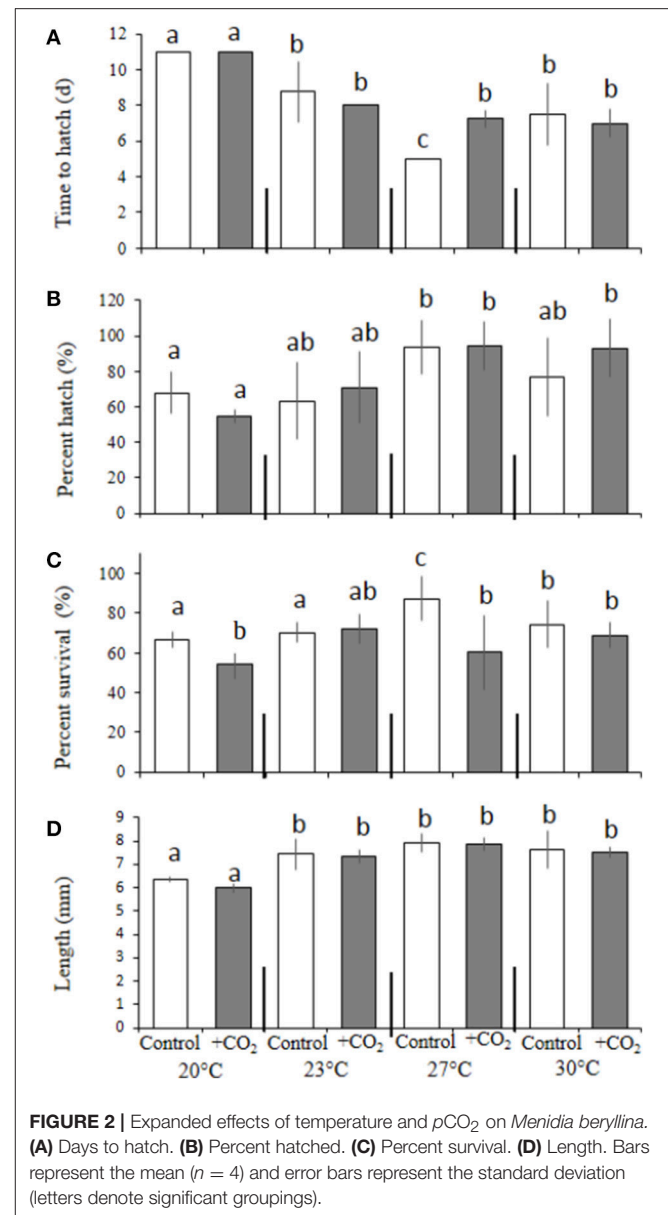 A
12
a
a
b
b
b
b
10
b
8
6
c
4
2
0
Time to hatch (d)
B
120
b
b
b
ab
ab
ab
100
a
a
80
60
40
20
0
Percent hatch (%)
C
c
100
a
a
ab
b
b
b
b
80
60
40
20
0
Percent survival (%)
D
9
b
b
b
b
b
b
8
a
a
7
6
5
4
3
2
1
0
Length (mm)
Control +CO₂ Control +CO₂ Control +CO₂ Control +CO₂
20°C 23°C 27°C 30°C
FIGURE 2 | Expanded effects of temperature and pCO₂ on Menidia beryllina.
(A) Days to hatch. (B) Percent hatched. (C) Percent survival. (D) Length. Bars
represent the mean (n = 4) and error bars represent the standard deviation
(letters denote significant groupings).